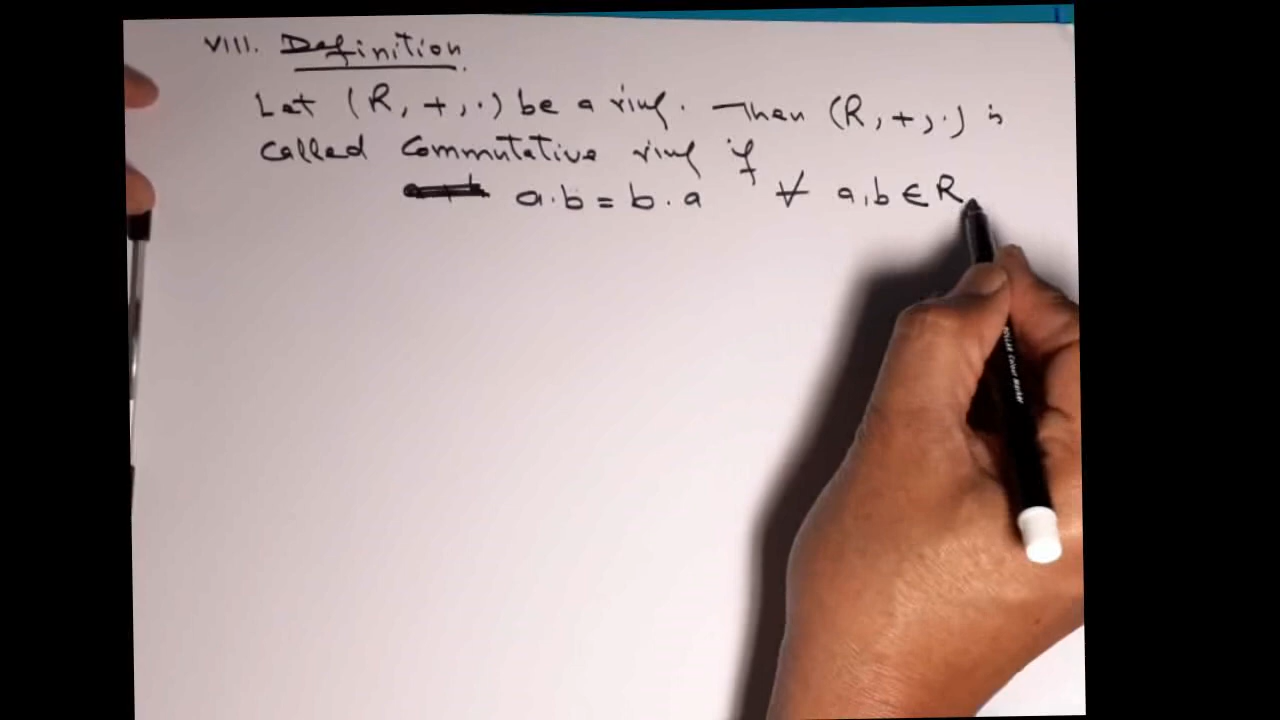 VIII. Definition.
Let (R, +, ·) be a ring. Then (R, +, ·) is
called commutative ring if
a·b = b·a ∀ a, b ∈ R